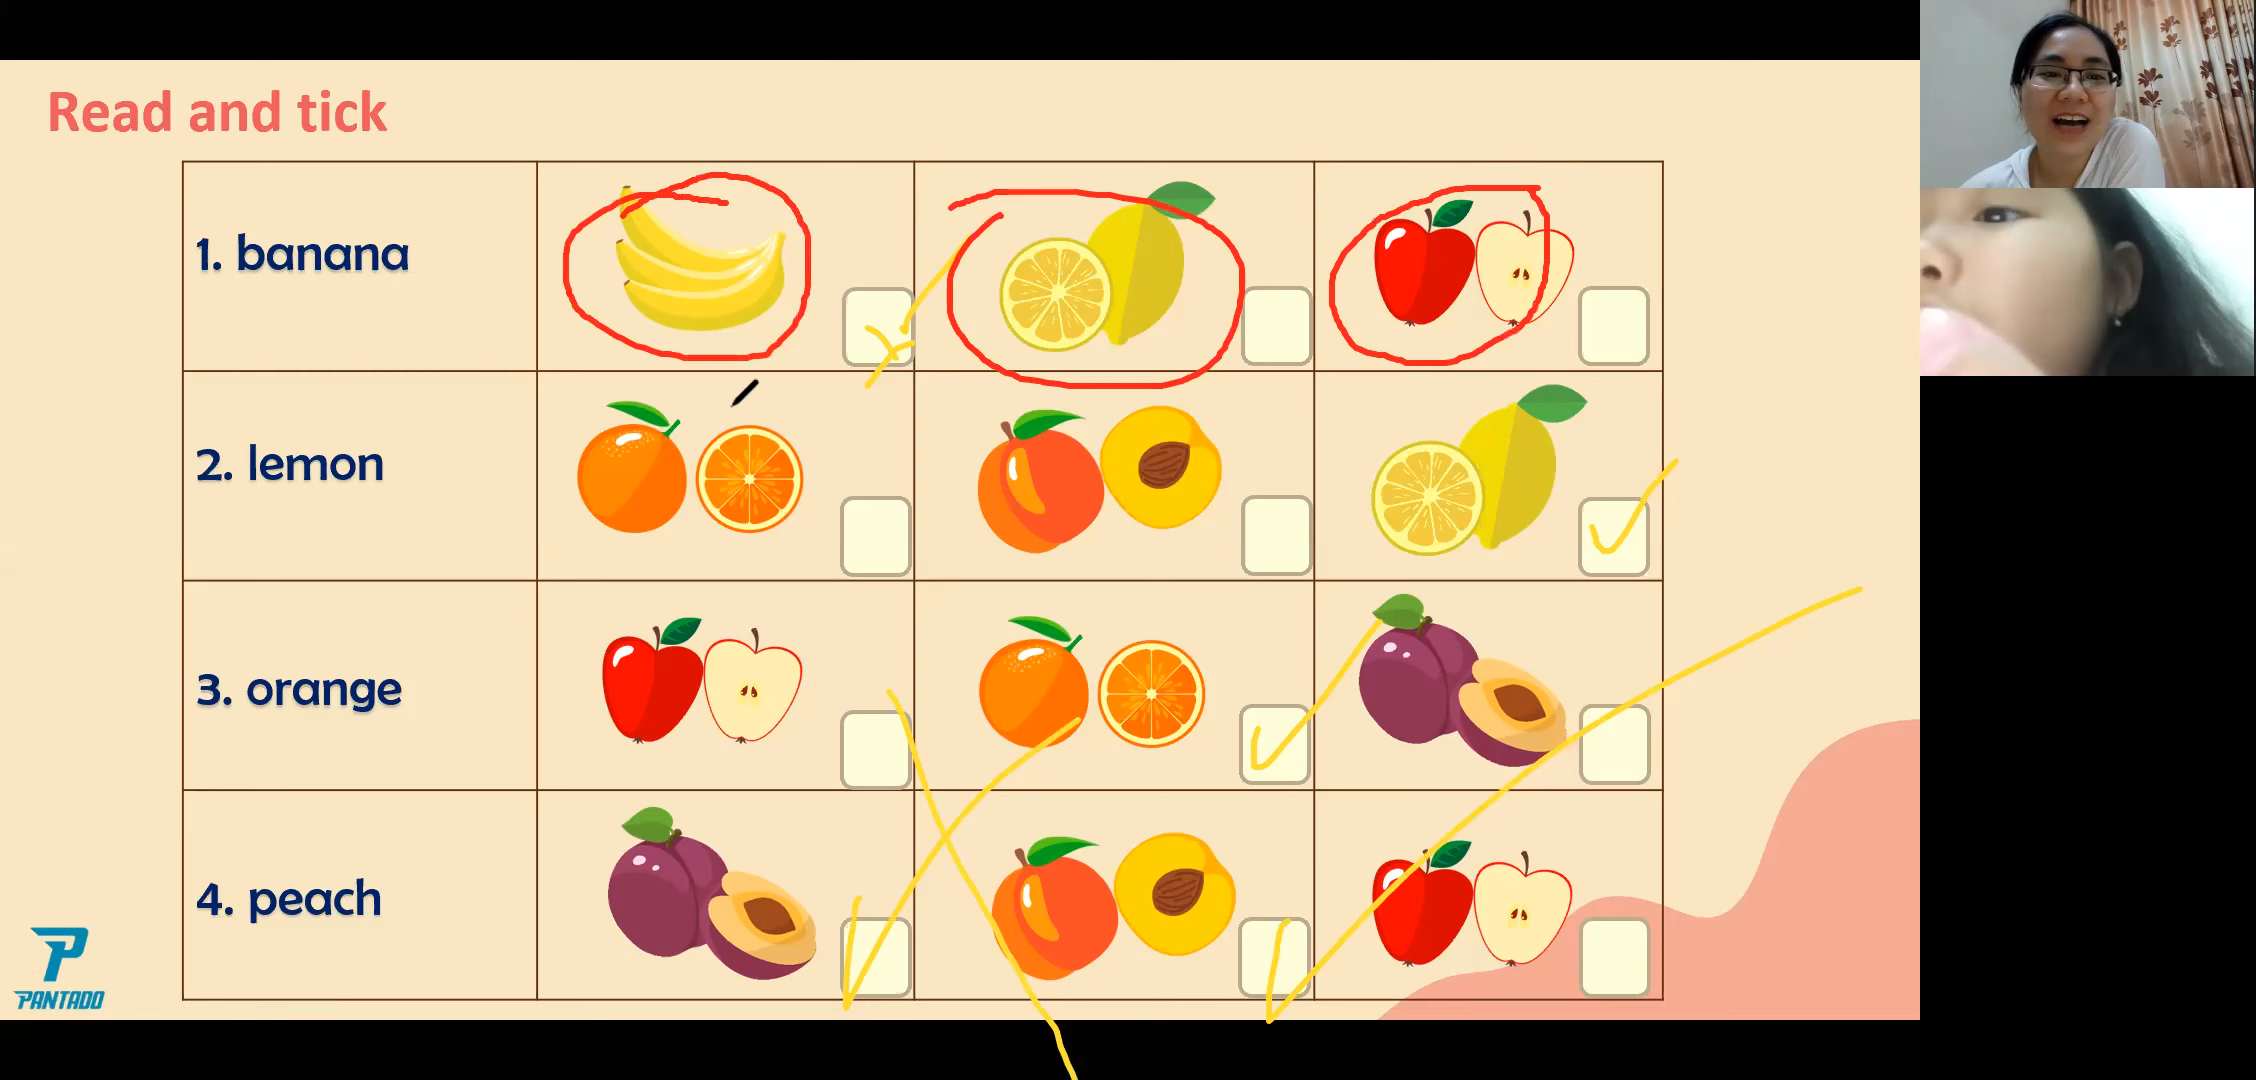 Read and tick
1. banana
2. lemon
3. orange
4. peach
PANTADO